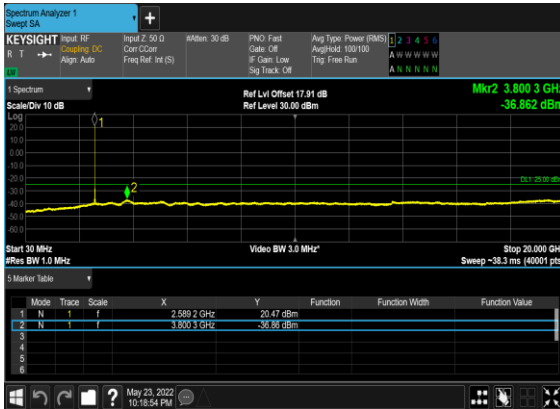 Spectrum Analyzer 1
Swept SA
+
KEYSIGHT Input: RF Input Z: 50 Ω #Atten: 30 dB PNO: Fast Avg Type: Power (RMS) 1 2 3 4 5 6
R T Coupling: DC Corr CCorr Gate: Off Avg|Hold: 100/100 A W W W W W
Align: Auto Freq Ref: Int (S) IF Gain: Low Trig: Free Run
Sig Track: Off A N N N N N
1 Spectrum Ref Lvl Offset 17.91 dB Mkr2 3.800 3 GHz
Scale/Div 10 dB Ref Level 30.00 dBm -36.862 dBm
Log
1
20.0
10.0
0.00
-10.0
-20.0 DL1 -25.00 dBm
2
-30.0
-40.0
-50.0
-60.0
Start 30 MHz Video BW 3.0 MHz* Stop 20.000 GHz
#Res BW 1.0 MHz Sweep ~38.3 ms (40001 pts)
5 Marker Table
Mode Trace Scale X Y Function Function Width Function Value
1 N 1 f 2.589 2 GHz 20.47 dBm
2 N 1 f 3.800 3 GHz -36.86 dBm
3
4
5
6
? May 23, 2022
10:18:54 PM